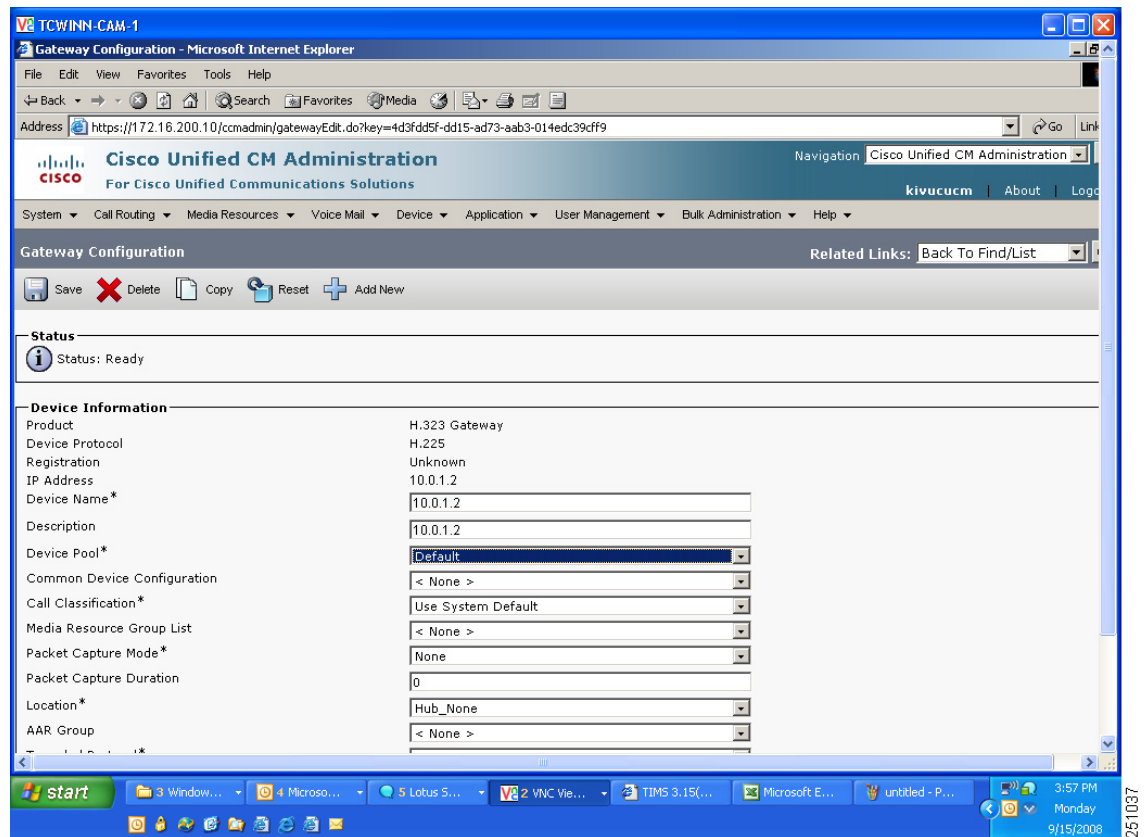 TCWINN-CAM-1
Gateway Configuration - Microsoft Internet Explorer
File Edit View Favorites Tools Help
Back Search Favorites Media
Address https://172.16.200.10/ccmadmin/gatewayEdit.do?key=4d3fdd5f-dd15-ad73-aab3-014edc39cff9 Go
cisco Cisco Unified CM Administration Navigation Cisco Unified CM Administration
For Cisco Unified Communications Solutions kivucucm | About |
System Call Routing Media Resources Voice Mail Device Application User Management Bulk Administration Help
Gateway Configuration Related Links: Back To Find/List
Save Delete Copy Reset Add New
Status
i Status: Ready
Device Information
Product H.323 Gateway
Device Protocol H.225
Registration Unknown
IP Address 10.0.1.2
Device Name* 10.0.1.2
Description 10.0.1.2
Device Pool* Default
Common Device Configuration < None >
Call Classification* Use System Default
Media Resource Group List < None >
Packet Capture Mode* None
Packet Capture Duration 0
Location* Hub_None
AAR Group < None >
start 3 Window... 4 Microso... 5 Lotus S... 2 VNC Vie... TIMS 3.15(... Microsoft E... untitled - P... 3:57 PM
Monday
9/15/2008
251037